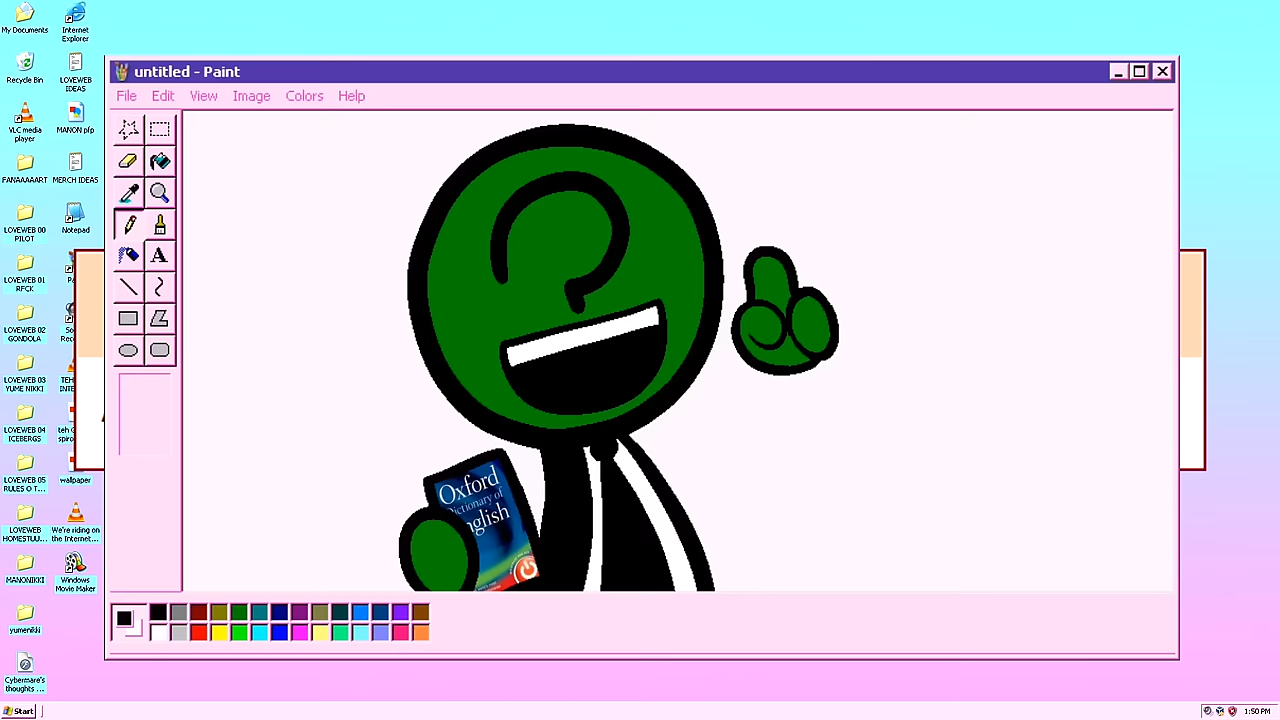 My Documents
Internet
Explorer
Recycle Bin
LOVEWEB
IDEAS
VLC media
player
MANON pfp
FANAAAAART
MERCH IDEAS
LOVEWEB 00
PILOT
Notepad
LOVEWEB 01
RFCK
LOVEWEB 02
GONDOLA
LOVEWEB 03
YUME NIKKI
LOVEWEB 04
ICEBERGS
LOVEWEB 05
RULES O T...
wallpaper
LOVEWEB
HOMESTUU...
We're riding on
the Internet...
MANONIKKI
Windows
Movie Maker
yumenikki
Cybermare's
thoughts ...
untitled - Paint
File Edit View Image Colors Help
A
Oxford
Dictionary of
English
Start
1:50 PM